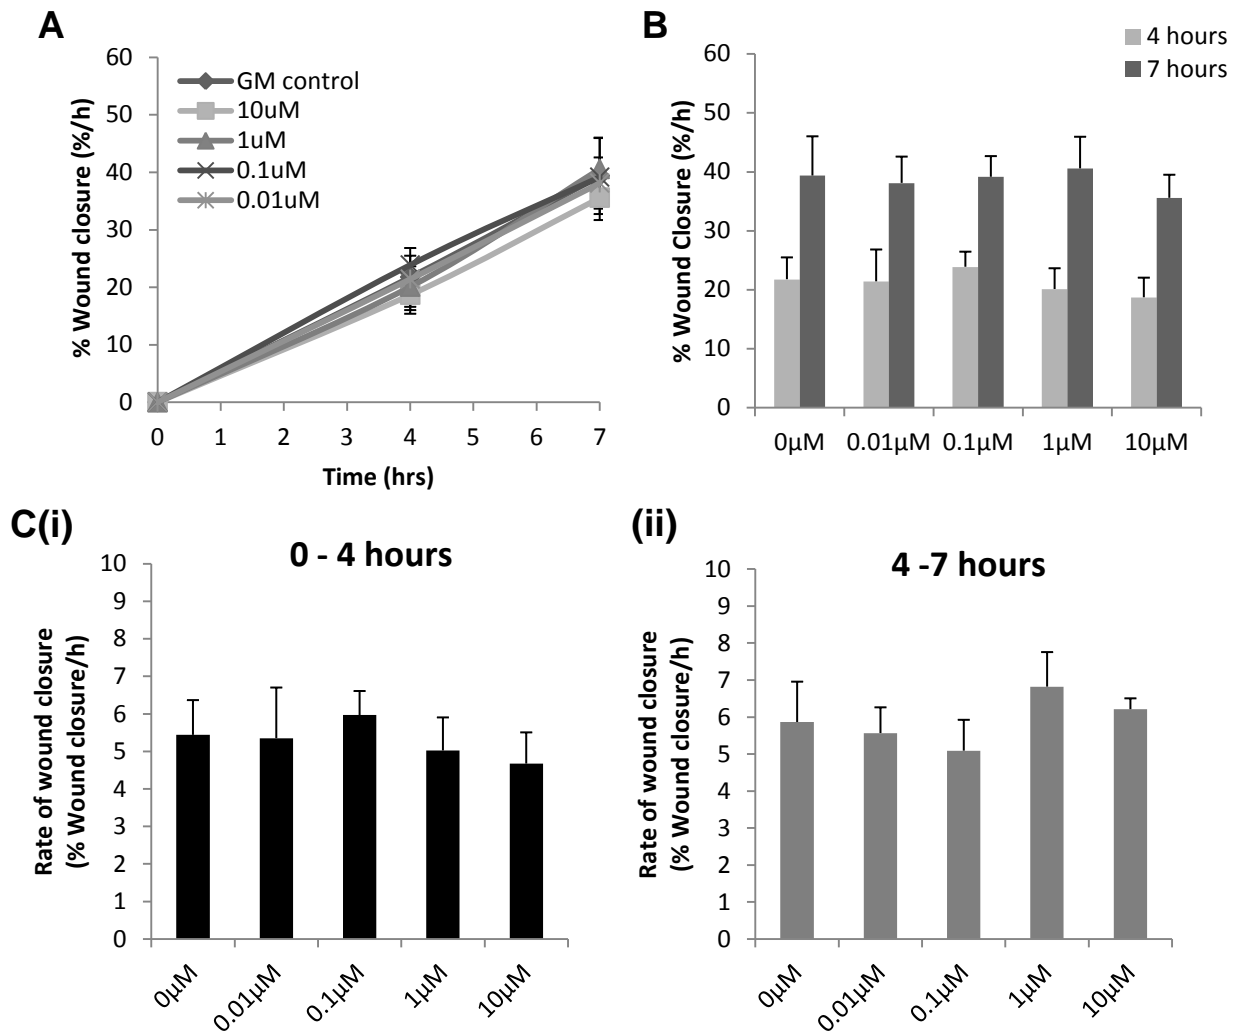 A
% Wound closure (%/h)
60
50
40
30
20
10
0
GM control
10uM
1uM
0.1uM
0.01uM
0 1 2 3 4 5 6 7
Time (hrs)
B
4 hours
7 hours
% Wound Closure (%/h)
60
50
40
30
20
10
0
0µM 0.01µM 0.1µM 1µM 10µM
C(i)
0 - 4 hours
Rate of wound closure
(% Wound closure/h)
10
9
8
7
6
5
4
3
2
1
0
0µM 0.01µM 0.1µM 1µM 10µM
(ii)
4 -7 hours
Rate of wound closure
(% Wound closure/h)
10
9
8
7
6
5
4
3
2
1
0
0µM 0.01µM 0.1µM 1µM 10µM